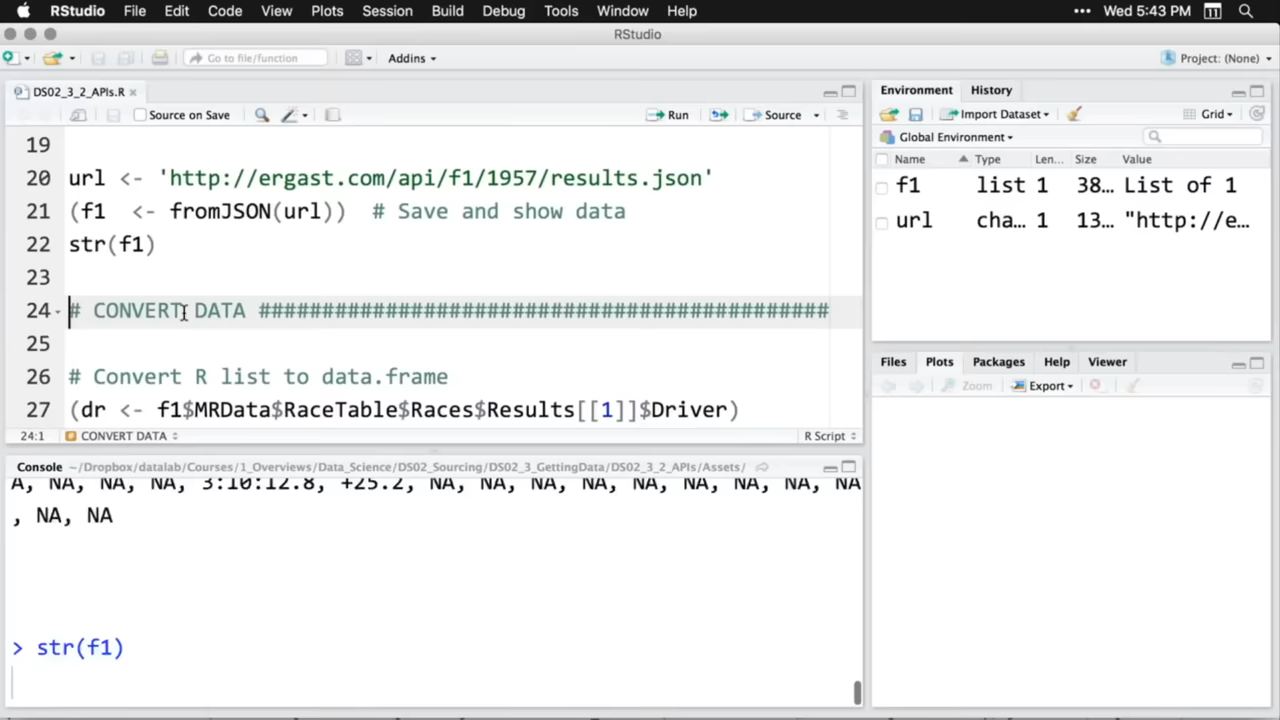 RStudio File Edit Code View Plots Session Build Debug Tools Window Help ••• Wed 5:43 PM 11
RStudio
Go to file/function Addins Project: (None)
DS02_3_2_APIs.R
Source on Save Run Source
19
20 url <- 'http://ergast.com/api/f1/1957/results.json'
21 (f1 <- fromJSON(url)) # Save and show data
22 str(f1)
23
24 # CONVERT DATA ###############################################
25
26 # Convert R list to data.frame
27 (dr <- f1$MRData$RaceTable$Races$Results[[1]]$Driver)
24:1 CONVERT DATA R Script
Console ~/Dropbox/datalab/Courses/1_Overviews/Data_Science/DS02_Sourcing/DS02_3_GettingData/DS02_3_2_APIs/Assets/
A, NA, NA, NA, 3:10:12.8, +25.2, NA, NA, NA, NA, NA, NA, NA, NA, NA
, NA, NA
> str(f1)
Environment History
Import Dataset Grid
Global Environment
Name Type Len... Size Value
f1 list 1 38... List of 1
url cha... 1 13... "http://e...
Files Plots Packages Help Viewer
Zoom Export